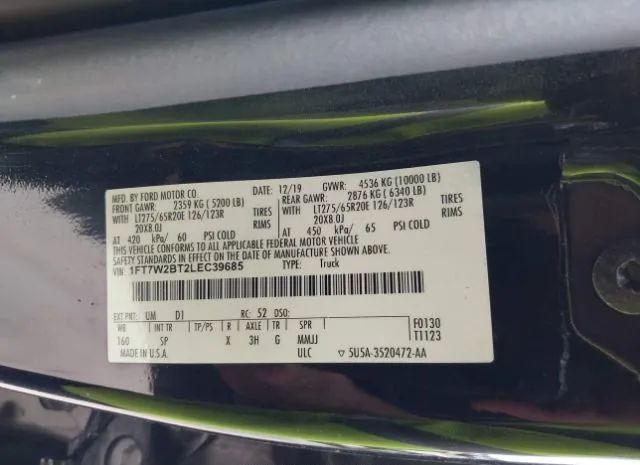 MFD. BY FORD MOTOR CO. DATE: 12/19 GVWR: 4536 KG (10000 LB)
FRONT GAWR: 2359 KG ( 5200 LB) REAR GAWR: 2876 KG ( 6340 LB)
WITH LT275/65R20E 126/123R TIRES WITH LT275/65R20E 126/123R TIRES
20X8.0J RIMS 20X8.0J RIMS
AT 420 kPa/ 60 PSI COLD AT 450 kPa/ 65 PSI COLD
THIS VEHICLE CONFORMS TO ALL APPLICABLE FEDERAL MOTOR VEHICLE
SAFETY STANDARDS IN EFFECT ON THE DATE OF MANUFACTURE SHOWN ABOVE.
VIN: 1FT7W2BT2LEC39685 TYPE: Truck
EXT PNT: UM D1 RC: 52 DSO:
WB INT TR TP/PS R AXLE TR SPR F0130
160 SP X 3H G MMJJ T1123
MADE IN U.S.A. ULC 5U5A-3520472-AA